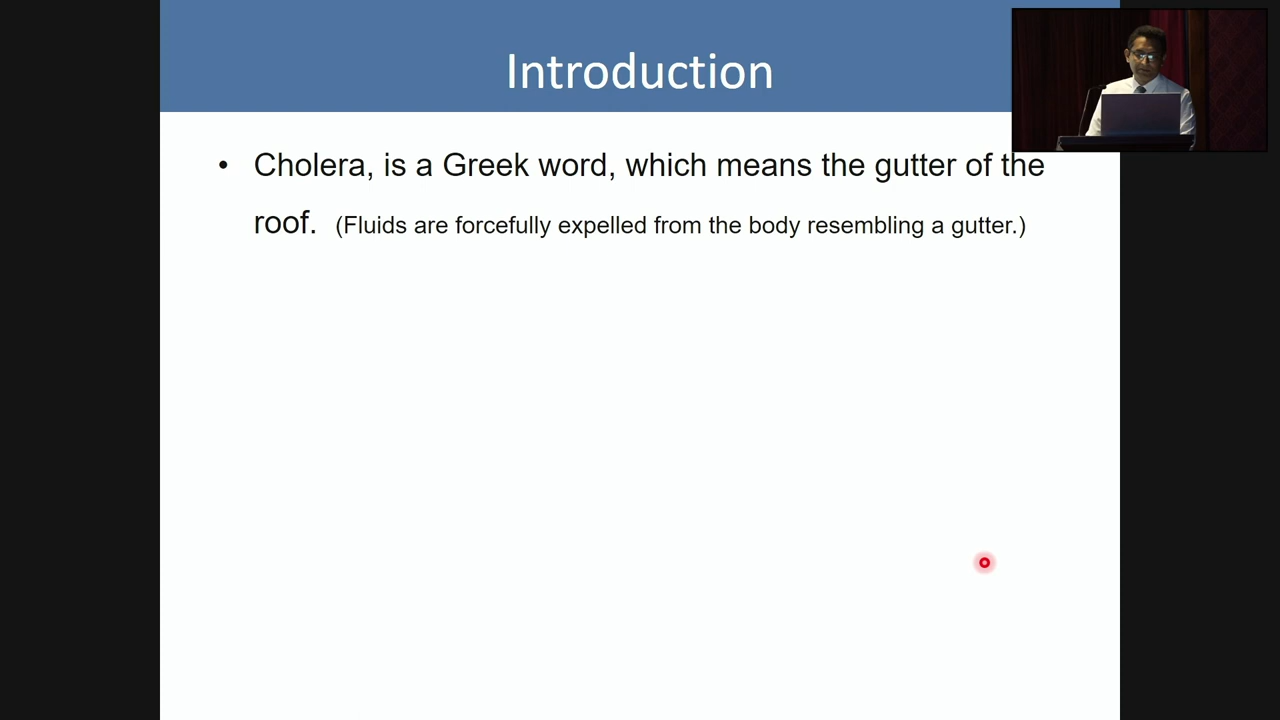 Introduction
• Cholera, is a Greek word, which means the gutter of the
roof. (Fluids are forcefully expelled from the body resembling a gutter.)